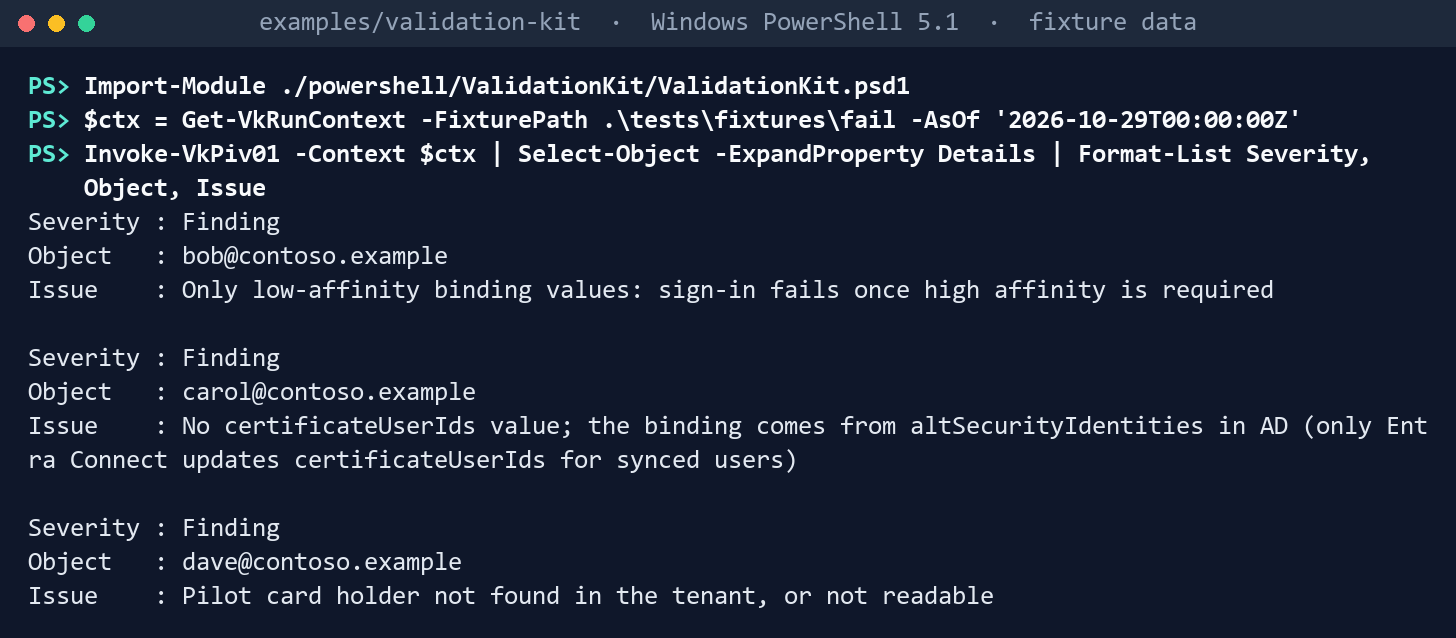 examples/validation-kit · Windows PowerShell 5.1 · fixture data
PS> Import-Module ./powershell/ValidationKit/ValidationKit.psd1
PS> $ctx = Get-VkRunContext -FixturePath .\tests\fixtures\fail -AsOf '2026-10-29T00:00:00Z'
PS> Invoke-VkPiv01 -Context $ctx | Select-Object -ExpandProperty Details | Format-List Severity,
Object, Issue
Severity : Finding
Object   : bob@contoso.example
Issue    : Only low-affinity binding values: sign-in fails once high affinity is required
Severity : Finding
Object   : carol@contoso.example
Issue    : No certificateUserIds value; the binding comes from altSecurityIdentities in AD (only Ent
ra Connect updates certificateUserIds for synced users)
Severity : Finding
Object   : dave@contoso.example
Issue    : Pilot card holder not found in the tenant, or not readable